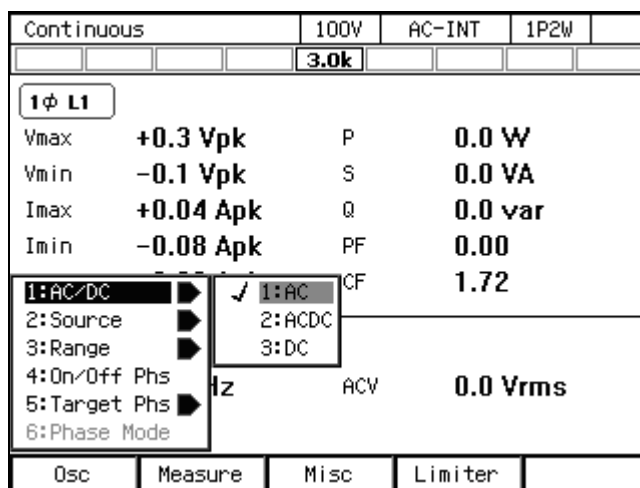 Continuous 100V AC-INT 1P2W
3.0k
1φ L1
Vmax +0.3 Vpk P 0.0 W
Vmin -0.1 Vpk S 0.0 VA
Imax +0.04 Apk Q 0.0 var
Imin -0.08 Apk PF 0.00
CF 1.72
1:AC/DC
2:Source
3:Range
4:On/Off Phs
5:Target Phs
6:Phase Mode
1:AC
2:ACDC
3:DC
Hz ACV 0.0 Vrms
Osc Measure Misc Limiter